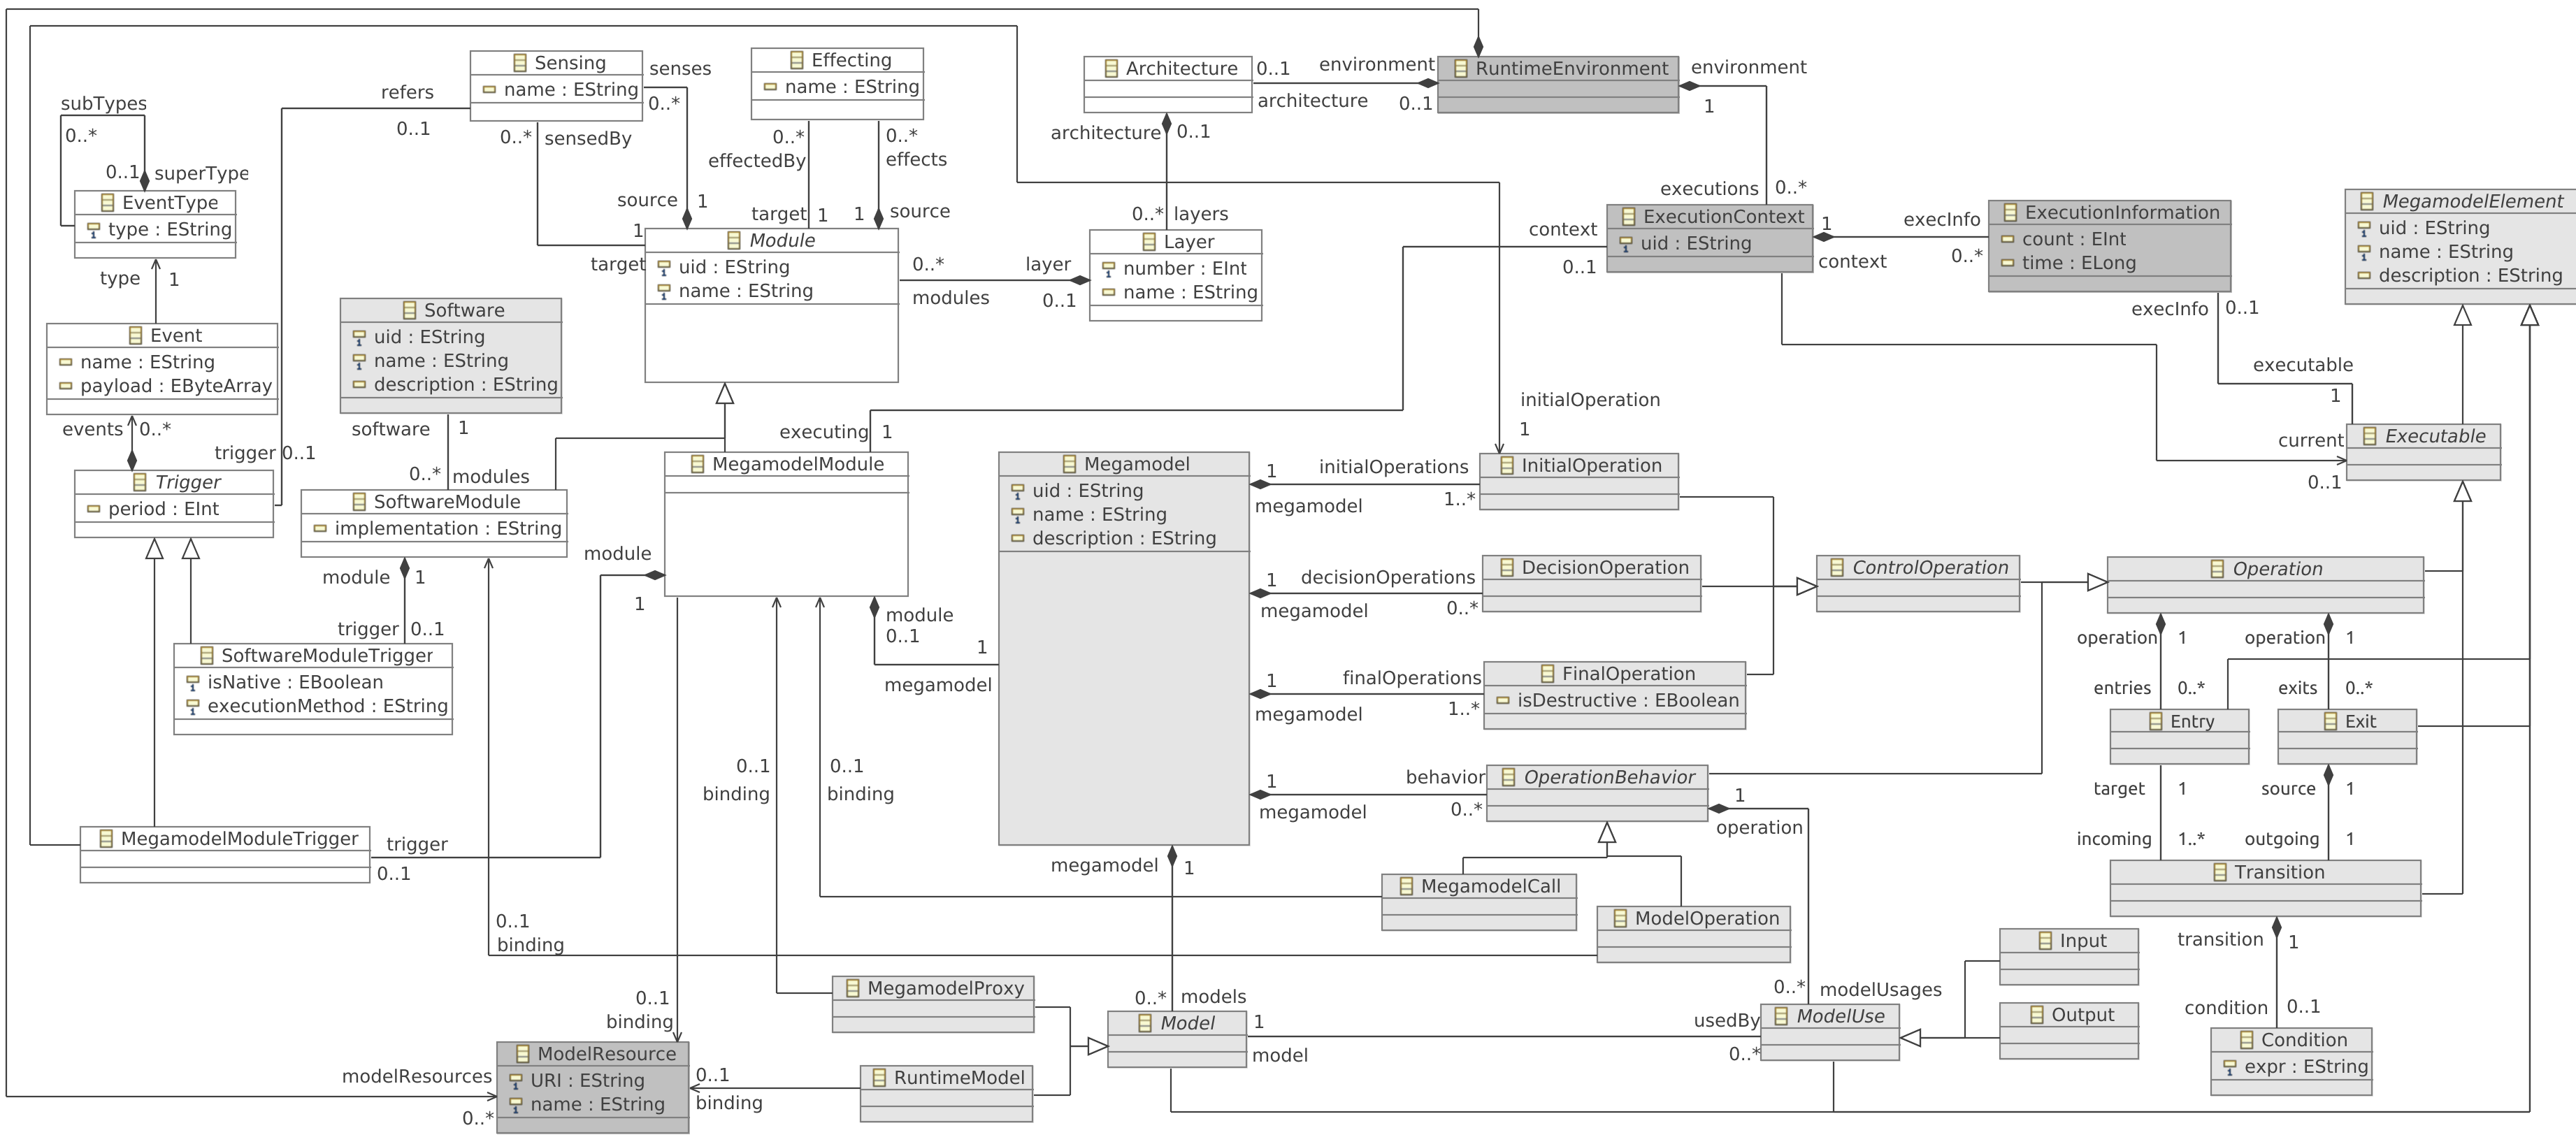 Sensing
name : EString
senses
0..*
Effecting
name : EString
Architecture
0..1
environment
architecture
0..1
RuntimeEnvironment
environment
1
refers
0..1
0..*
sensedBy
0..*
effectedBy
0..*
effects
architecture
0..1
subTypes
0..*
0..1
superType
EventType
type : EString
type
1
source
1
target
1
1
source
1
target
Module
uid : EString
name : EString
0..*
modules
layer
0..1
0..*
layers
Layer
number : EInt
name : EString
executions
0..*
ExecutionContext
uid : EString
context
0..1
1
context
execInfo
0..*
ExecutionInformation
count : EInt
time : ELong
execInfo
0..1
MegamodelElement
uid : EString
name : EString
description : EString
executable
1
current
0..1
Executable
Event
name : EString
payload : EByteArray
events
0..*
trigger
0..1
Trigger
period : EInt
Software
uid : EString
name : EString
description : EString
software
1
0..*
modules
SoftwareModule
implementation : EString
module
1
trigger
0..1
SoftwareModuleTrigger
isNative : EBoolean
executionMethod : EString
MegamodelModuleTrigger
trigger
0..1
executing
1
MegamodelModule
module
1
module
0..1
1
megamodel
Megamodel
uid : EString
name : EString
description : EString
initialOperation
1
1
initialOperations
megamodel
1..*
InitialOperation
1
decisionOperations
megamodel
0..*
DecisionOperation
ControlOperation
Operation
1
finalOperations
megamodel
1..*
FinalOperation
isDestructive : EBoolean
1
behavior
megamodel
0..*
OperationBehavior
1
operation
operation
1
operation
1
entries
0..*
exits
0..*
Entry
Exit
target
1
source
1
incoming
1..*
outgoing
1
Transition
transition
1
condition
0..1
Condition
expr : EString
0..1
binding
0..1
binding
0..1
binding
megamodel
1
MegamodelCall
ModelOperation
Input
Output
MegamodelProxy
0..*
models
Model
1
model
0..*
modelUsages
usedBy
0..*
ModelUse
0..1
binding
modelResources
0..*
ModelResource
URI : EString
name : EString
0..1
binding
RuntimeModel